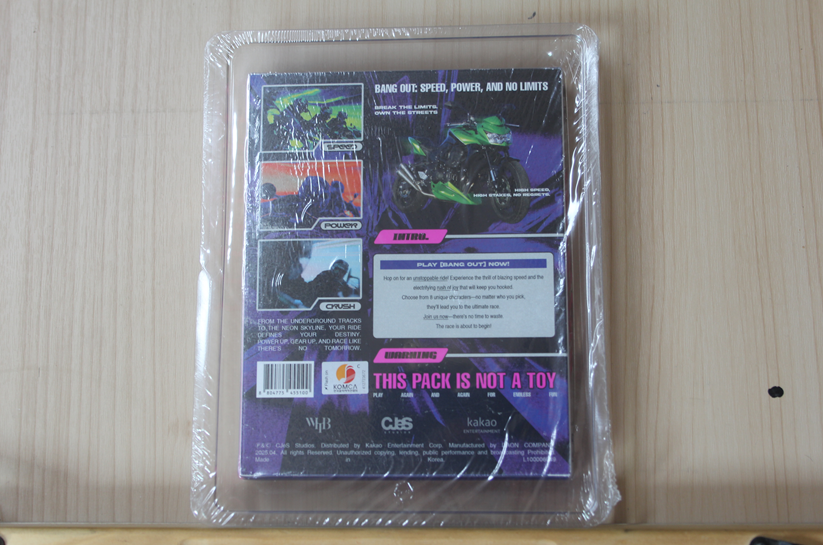 BANG OUT: SPEED, POWER, AND NO LIMITS
BREAK THE LIMITS,
OWN THE STREETS
SPEED
POWER
CRUSH
HIGH SPEED,
HIGH STAKES, NO REGRETS.
INTRO.
PLAY [BANG OUT] NOW!
Hop on for an unstoppable ride! Experience the thrill of blazing speed and the
electrifying rush of joy that will keep you hooked.
Choose from 6 unique characters—no matter who you pick,
they'll lead you to the ultimate race.
Join us now—there's no time to waste.
The race is about to begin!
FROM THE UNDERGROUND TRACKS
TO THE NEON SKYLINE, YOUR RIDE
DEFINES YOUR DESTINY.
POWER UP, GEAR UP, AND RACE LIKE
THERE'S NO TOMORROW.
WARNING
THIS PACK IS NOT A TOY
PLAY AGAIN AND AGAIN FOR ENDLESS FUN
KOMCA
CJeS
STUDIOS
kakao
ENTERTAINMENT
CJeS Studios. Distributed by Kakao Entertainment Corp. Manufactured by COMPANY
2025.04. All rights Reserved. Unauthorized copying, lending, public performance and broadcasting Prohibited.
Made in Korea.